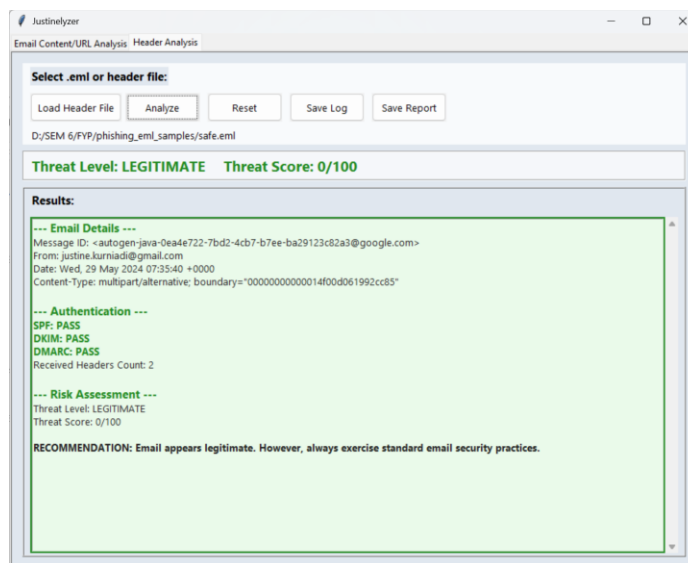 Justinelyzer
Email Content/URL Analysis Header Analysis
Select .eml or header file:
Load Header File Analyze Reset Save Log Save Report
D:/SEM 6/FYP/phishing_eml_samples/safe.eml
Threat Level: LEGITIMATE Threat Score: 0/100
Results:
--- Email Details ---
Message ID: <autogen-java-0ea4e722-7bd2-4cb7-b7ee-ba29123c82a3@google.com>
From: justine.kurniadi@gmail.com
Date: Wed, 29 May 2024 07:35:40 +0000
Content-Type: multipart/alternative; boundary="00000000000014f00d061992cc85"
--- Authentication ---
SPF: PASS
DKIM: PASS
DMARC: PASS
Received Headers Count: 2
--- Risk Assessment ---
Threat Level: LEGITIMATE
Threat Score: 0/100
RECOMMENDATION: Email appears legitimate. However, always exercise standard email security practices.